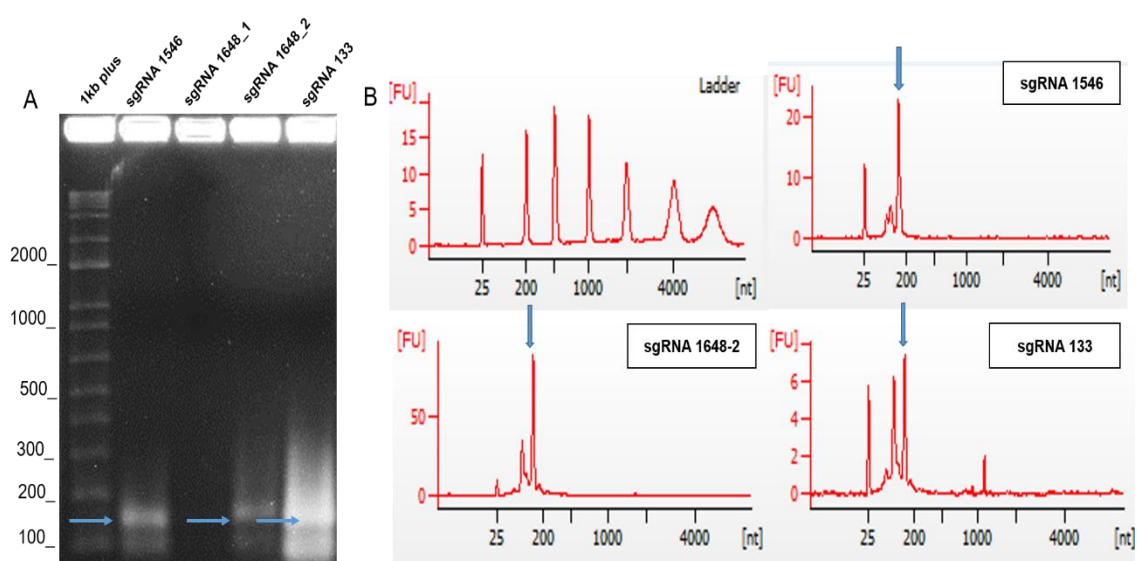 A
1kb plus
sgRNA 1546
sgRNA 1648_1
sgRNA 1648_2
sgRNA 133
2000_
1000_
500_
300_
200_
100_
B
[FU]
Ladder
15
10
5
0
25 200 1000 4000 [nt]
[FU]
sgRNA 1546
20
10
0
25 200 1000 4000 [nt]
[FU]
sgRNA 1648-2
50
0
25 200 1000 4000 [nt]
[FU]
sgRNA 133
6
4
2
0
25 200 1000 4000 [nt]